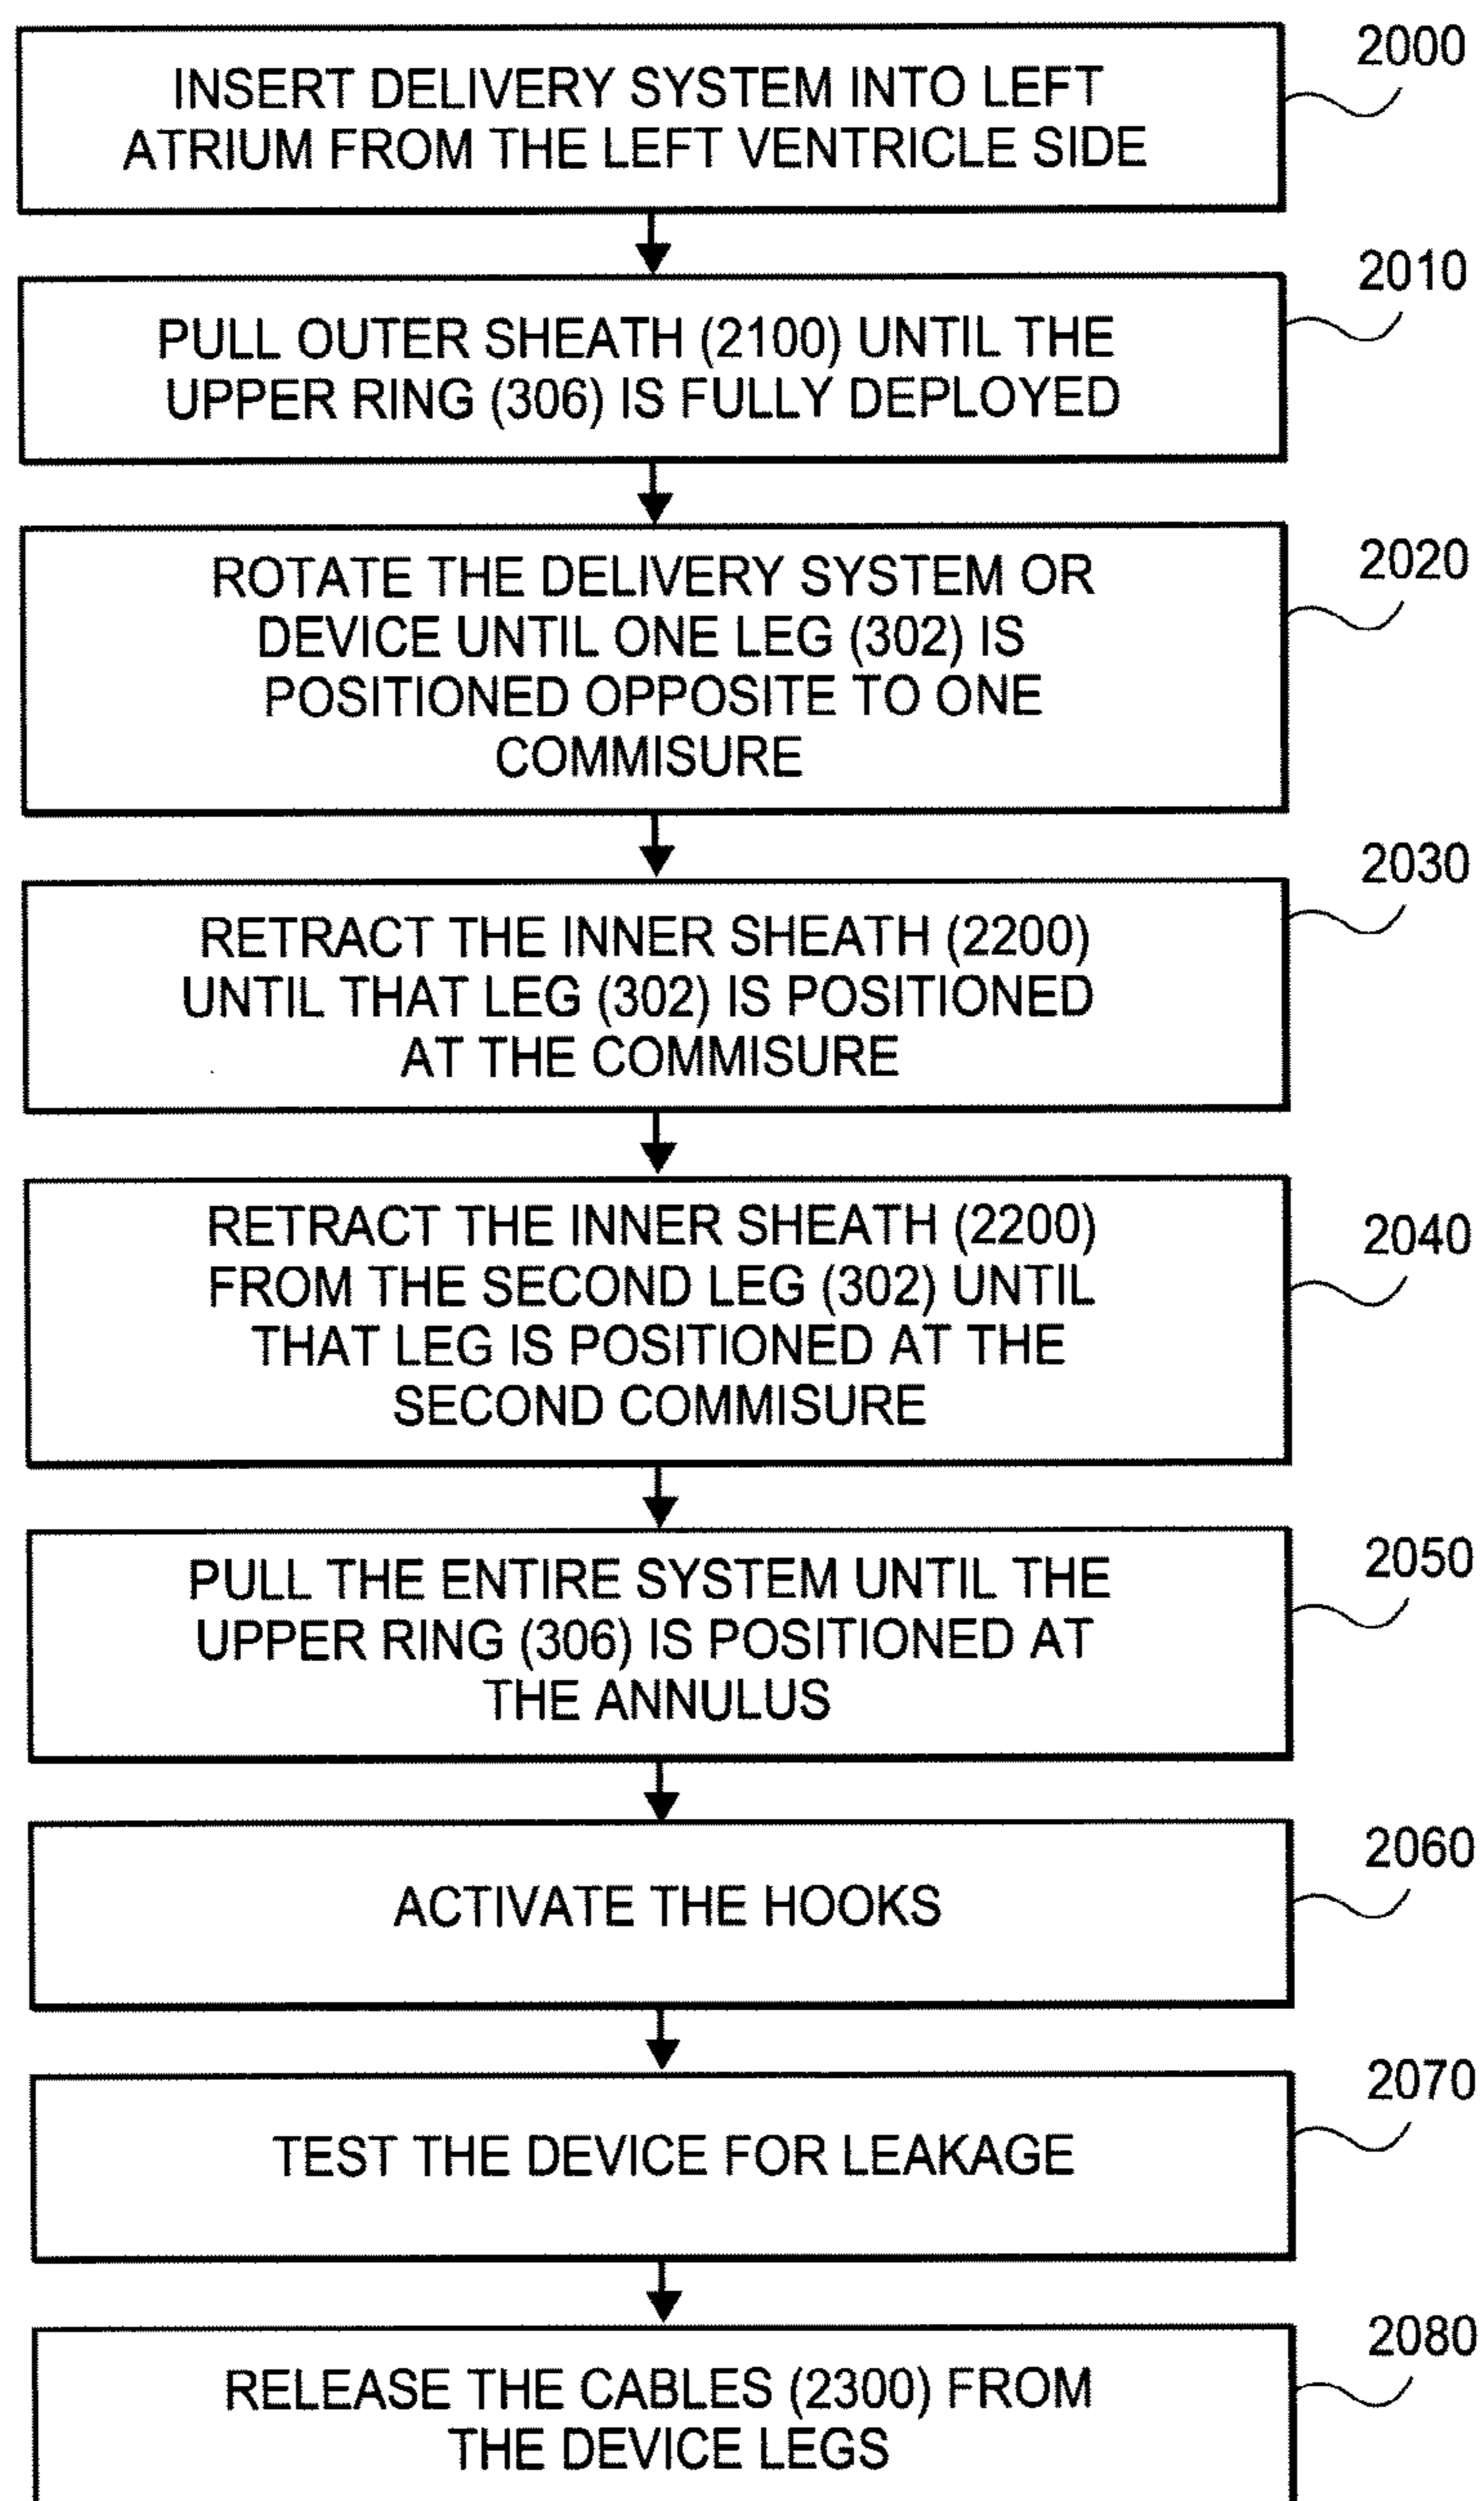 2000
INSERT DELIVERY SYSTEM INTO LEFT
ATRIUM FROM THE LEFT VENTRICLE SIDE
2010
PULL OUTER SHEATH (2100) UNTIL THE
UPPER RING (306) IS FULLY DEPLOYED
2020
ROTATE THE DELIVERY SYSTEM OR
DEVICE UNTIL ONE LEG (302) IS
POSITIONED OPPOSITE TO ONE
COMMISURE
2030
RETRACT THE INNER SHEATH (2200)
UNTIL THAT LEG (302) IS POSITIONED
AT THE COMMISURE
2040
RETRACT THE INNER SHEATH (2200)
FROM THE SECOND LEG (302) UNTIL
THAT LEG IS POSITIONED AT THE
SECOND COMMISURE
2050
PULL THE ENTIRE SYSTEM UNTIL THE
UPPER RING (306) IS POSITIONED AT
THE ANNULUS
2060
ACTIVATE THE HOOKS
2070
TEST THE DEVICE FOR LEAKAGE
2080
RELEASE THE CABLES (2300) FROM
THE DEVICE LEGS